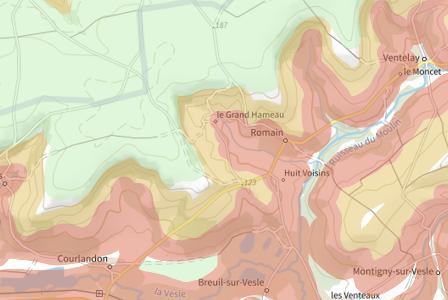 187
Ventelay
le Moncet
le Grand Hameau
Romain
Ruisseau du Moulin
Huit Voisins
123
s
Courlandon
la Vesle
Breuil-sur-Vesle
Montigny-sur-Vesle
les Venteaux